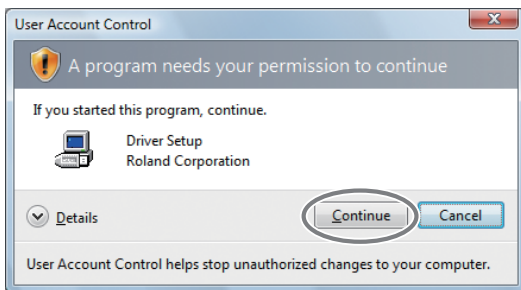 User Account Control
A program needs your permission to continue
If you started this program, continue.
Driver Setup
Roland Corporation
Details
Continue
Cancel
User Account Control helps stop unauthorized changes to your computer.